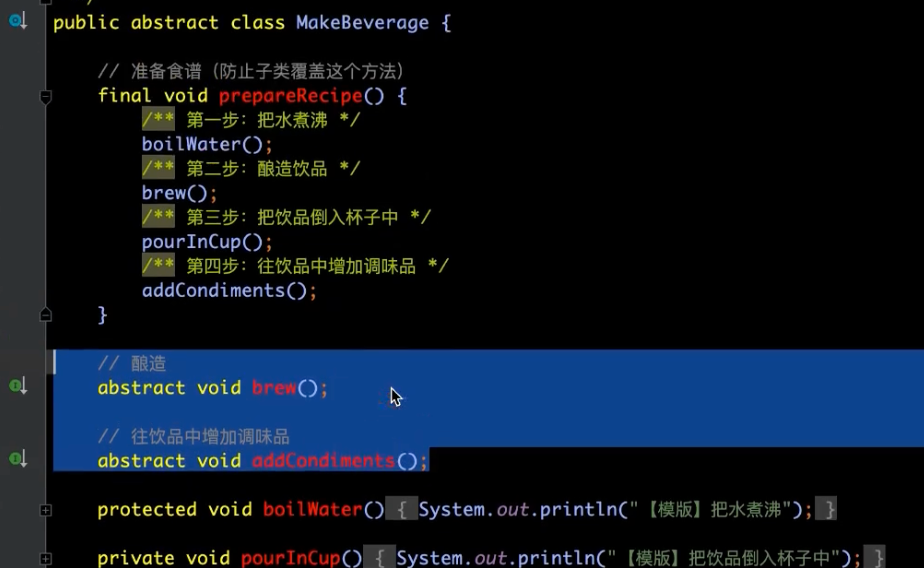 */
public abstract class MakeBeverage {
// 准备食谱（防止子类覆盖这个方法）
final void prepareRecipe() {
/** 第一步：把水煮沸 */
boilWater();
/** 第二步：酿造饮品 */
brew();
/** 第三步：把饮品倒入杯子中 */
pourInCup();
/** 第四步：往饮品中增加调味品 */
addCondiments();
}
// 酿造
abstract void brew();
// 往饮品中增加调味品
abstract void addCondiments();
protected void boilWater() { System.out.println("【模版】把水煮沸"); }
private void pourInCup() { System.out.println("【模版】把饮品倒入杯子中"); }